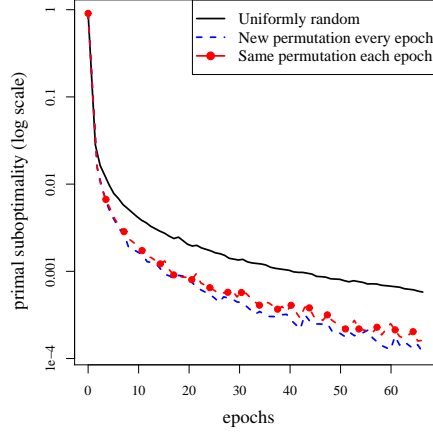 Uniformly random
New permutation every epoch
Same permutation each epoch
primal suboptimality (log scale)
1
0.1
0.01
0.001
1e−4
0 10 20 30 40 50 60
epochs